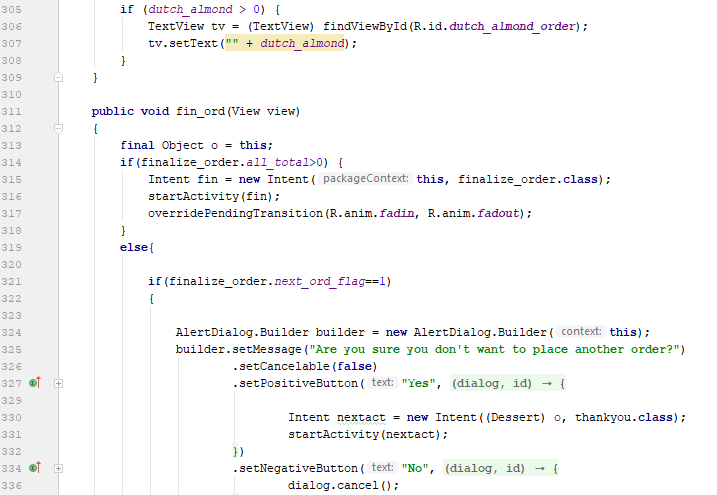 305 if (dutch_almond > 0) {
306 TextView tv = (TextView) findViewById(R.id.dutch_almond_order);
307 tv.setText("" + dutch_almond);
308 }
309 }
310
311 public void fin_ord(View view)
312 {
313 final Object o = this;
314 if(finalize_order.all_total>0) {
315 Intent fin = new Intent( packageContext: this, finalize_order.class);
316 startActivity(fin);
317 overridePendingTransition(R.anim.fadin, R.anim.fadout);
318 }
319 else{
320
321 if(finalize_order.next_ord_flag==1)
322 {
323
324 AlertDialog.Builder builder = new AlertDialog.Builder( context: this);
325 builder.setMessage("Are you sure you don't want to place another order?")
326 .setCancelable(false)
327 .setPositiveButton( text: "Yes", (dialog, id) → {
329
330 Intent nextact = new Intent((Dessert) o, thankyou.class);
331 startActivity(nextact);
332 })
334 .setNegativeButton( text: "No", (dialog, id) → {
336 dialog.cancel();